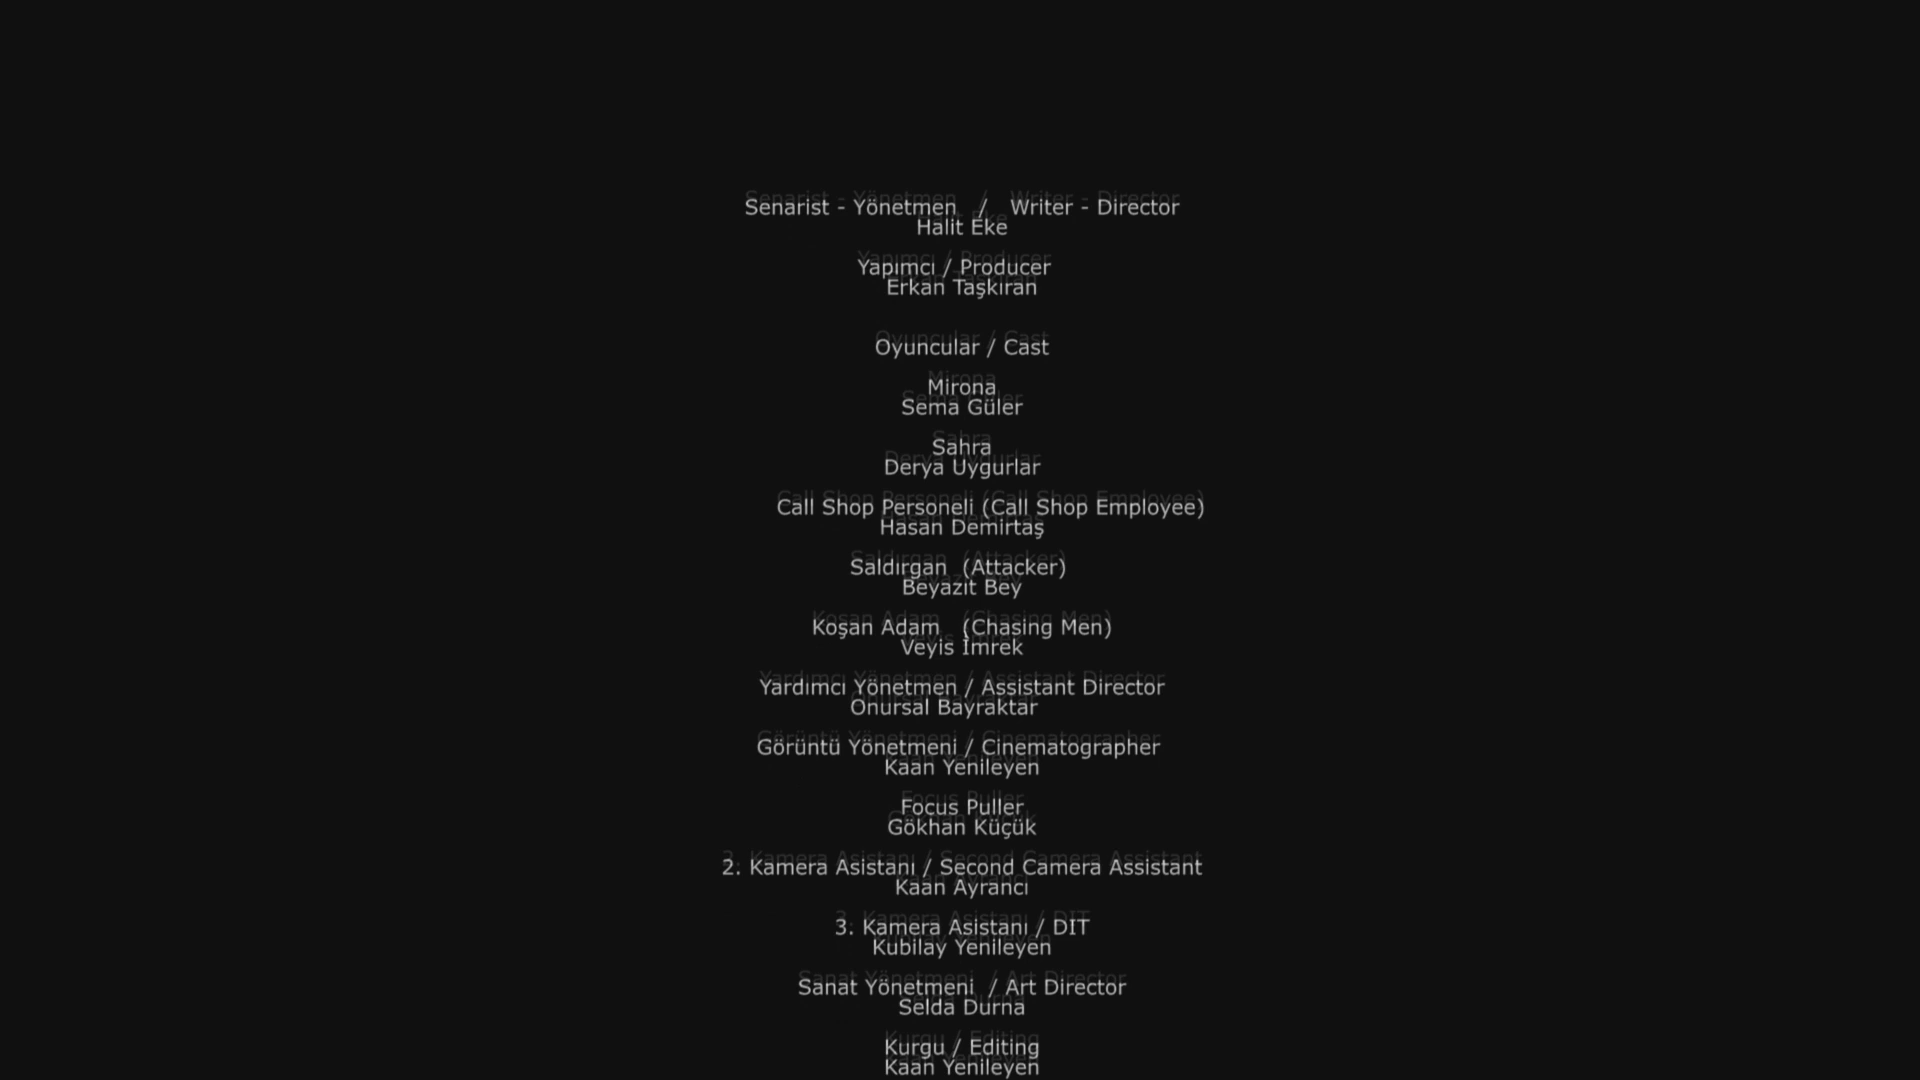 Senarist - Yönetmen / Writer - Director
Halit Eke
Yapımcı / Producer
Erkan Taşkıran
Oyuncular / Cast
Mirona
Sema Güler
Sahra
Derya Uygurlar
Call Shop Personeli (Call Shop Employee)
Hasan Demirtaş
Saldırgan (Attacker)
Beyazıt Bey
Koşan Adam (Chasing Men)
Veyis İmrek
Yardımcı Yönetmen / Assistant Director
Onursal Bayraktar
Görüntü Yönetmeni / Cinematographer
Kaan Yenileyen
Focus Puller
Gökhan Küçük
2. Kamera Asistanı / Second Camera Assistant
Kaan Ayrancı
3. Kamera Asistanı / DIT
Kubilay Yenileyen
Sanat Yönetmeni / Art Director
Selda Durna
Kurgu / Editing
Kaan Yenileyen